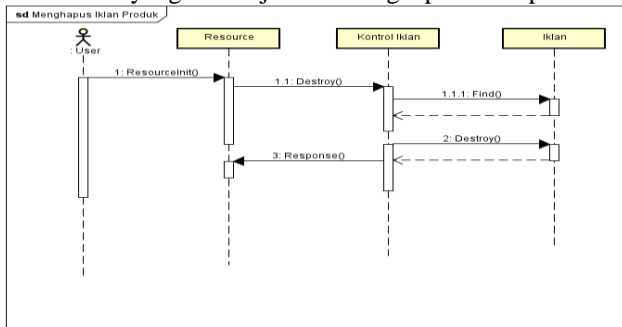 sd Menghapus Iklan Produk
: User
Resource
Kontrol Iklan
Iklan
1: ResourceInit()
1.1: Destroy()
1.1.1: Find()
2: Destroy()
3: Response()